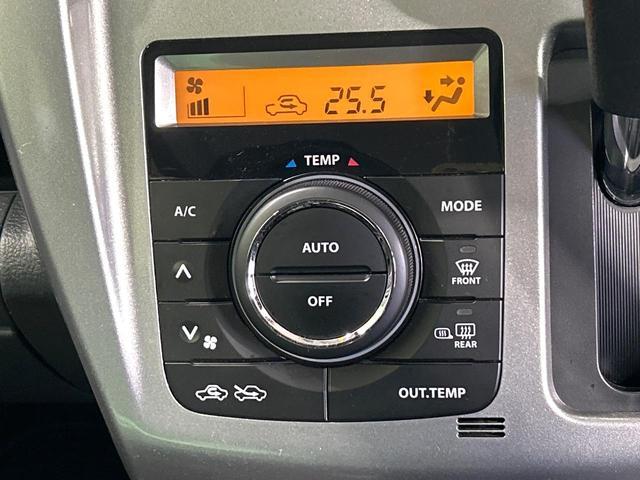 25.5
TEMP
A/C
MODE
AUTO
OFF
FRONT
REAR
OUT.TEMP